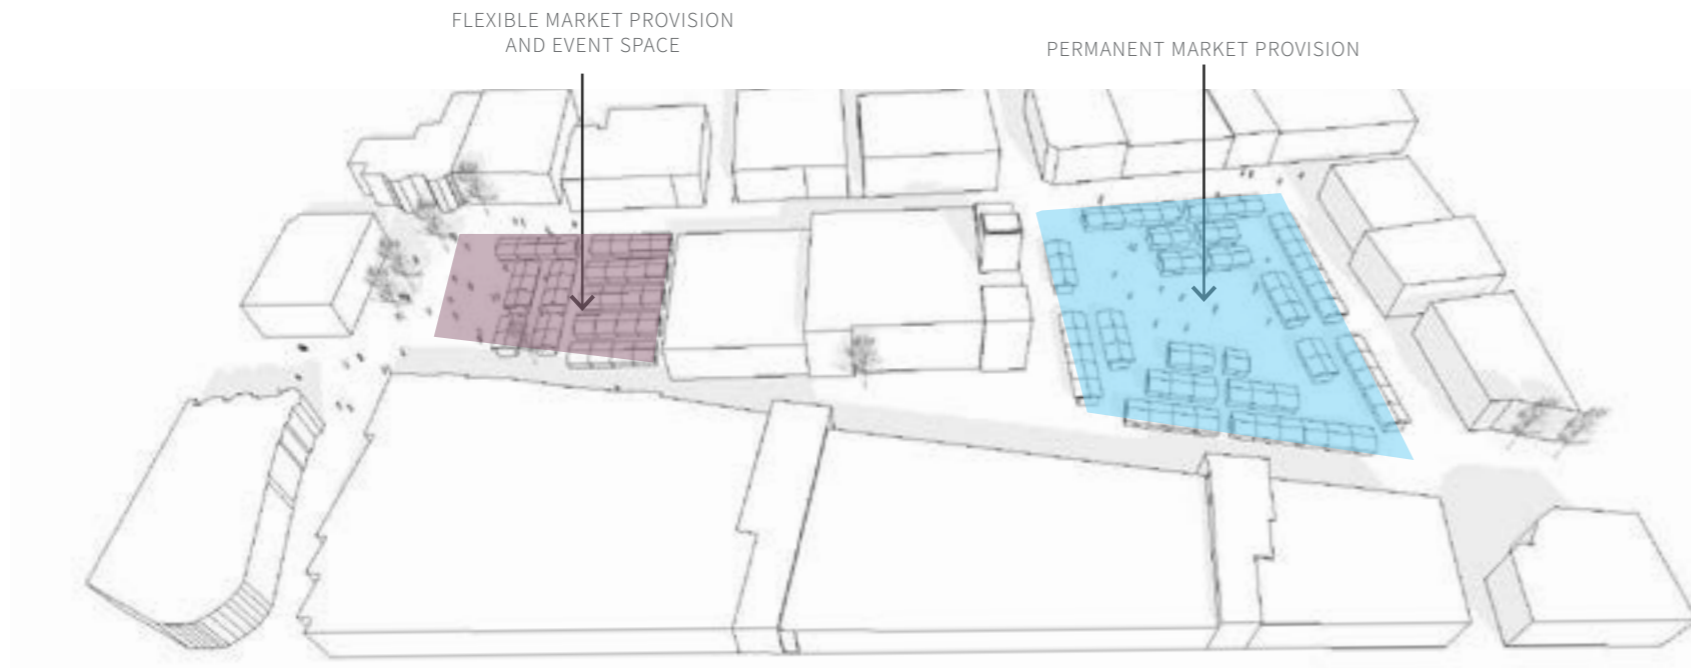 FLEXIBLE MARKET PROVISION
AND EVENT SPACE
PERMANENT MARKET PROVISION